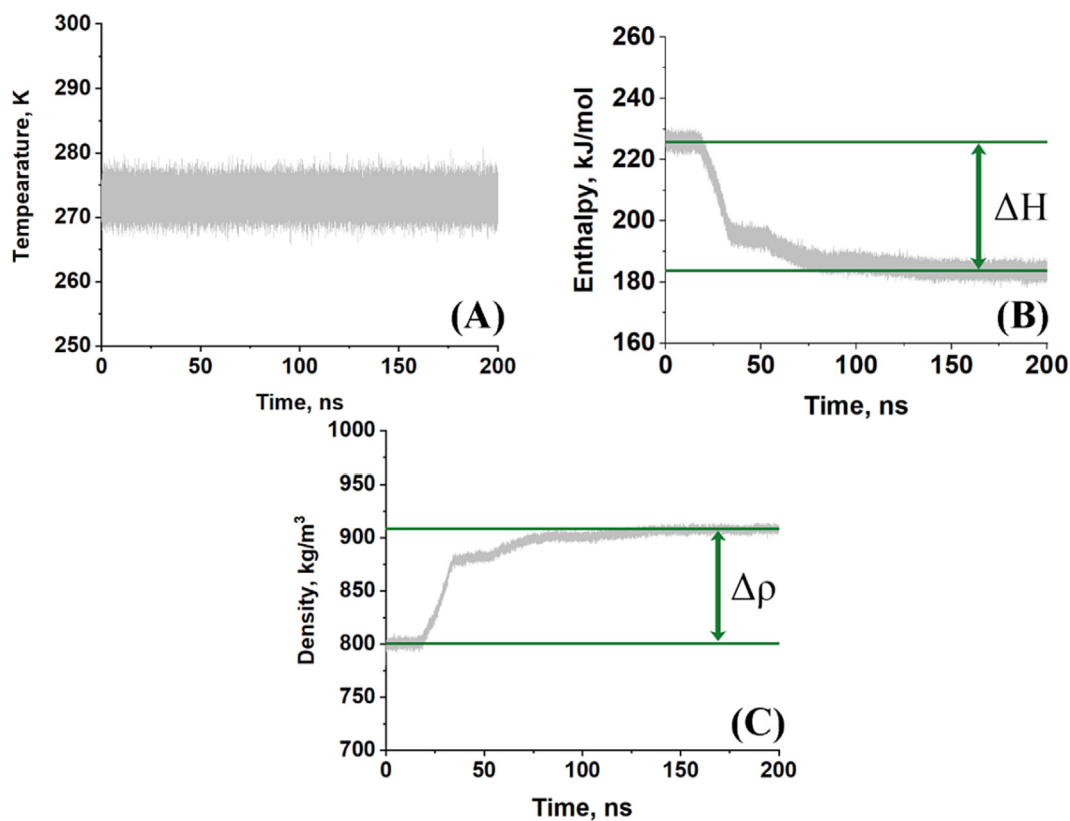 300
290
280
270
260
250
Tempearature, K
0 50 100 150 200
Time, ns
(A)
260
240
220
200
180
160
Enthalpy, kJ/mol
0 50 100 150 200
Time, ns
ΔH
(B)
1000
950
900
850
800
750
700
Density, kg/m³
0 50 100 150 200
Time, ns
Δρ
(C)